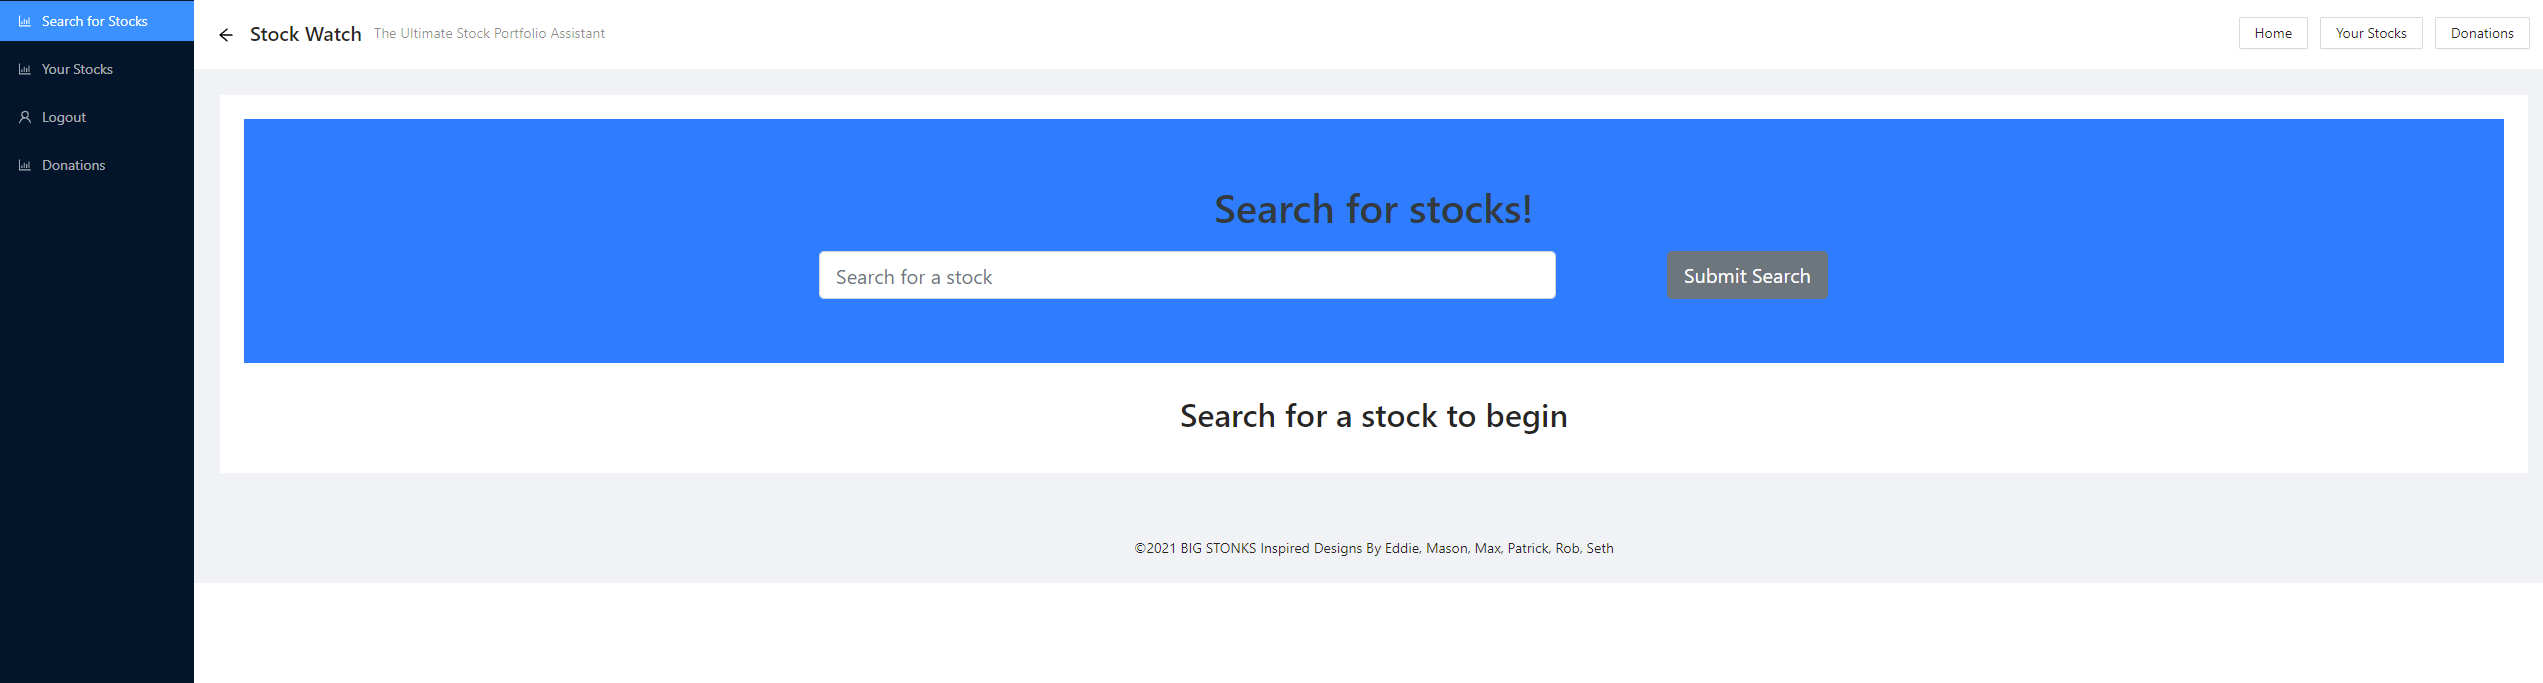 Search for Stocks
Your Stocks
Logout
Donations
Stock Watch The Ultimate Stock Portfolio Assistant
Home Your Stocks Donations
Search for stocks!
Search for a stock Submit Search
Search for a stock to begin
©2021 BIG STONKS Inspired Designs By Eddie, Mason, Max, Patrick, Rob, Seth